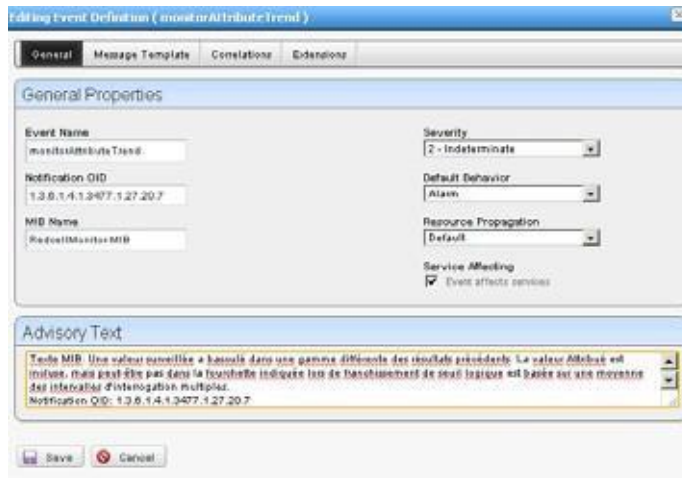 Editing Event Definition ( monitorAttributeTrend )
General
Message Template
Correlations
Extensions
General Properties
Event Name
monitorAttributeTrend
Notification OID
1.3.6.1.4.1.3477.1.27.20.7
MIB Name
RedcellMonitor-MIB
Severity
2 - Indeterminate
Default Behavior
Alarm
Resource Propagation
Default
Service Affecting
Event affects services
Advisory Text
Texte MIB: Une valeur surveillée a basculé dans une gamme différente des résultats précédents. La valeur Attribué est
incluse, mais peut-être pas dans la fourchette indiquée lors de franchissement de seuil logique est basée sur une moyenne
des intervalles d'interrogation multiples.
Notification OID: 1.3.6.1.4.1.3477.1.27.20.7
Save
Cancel